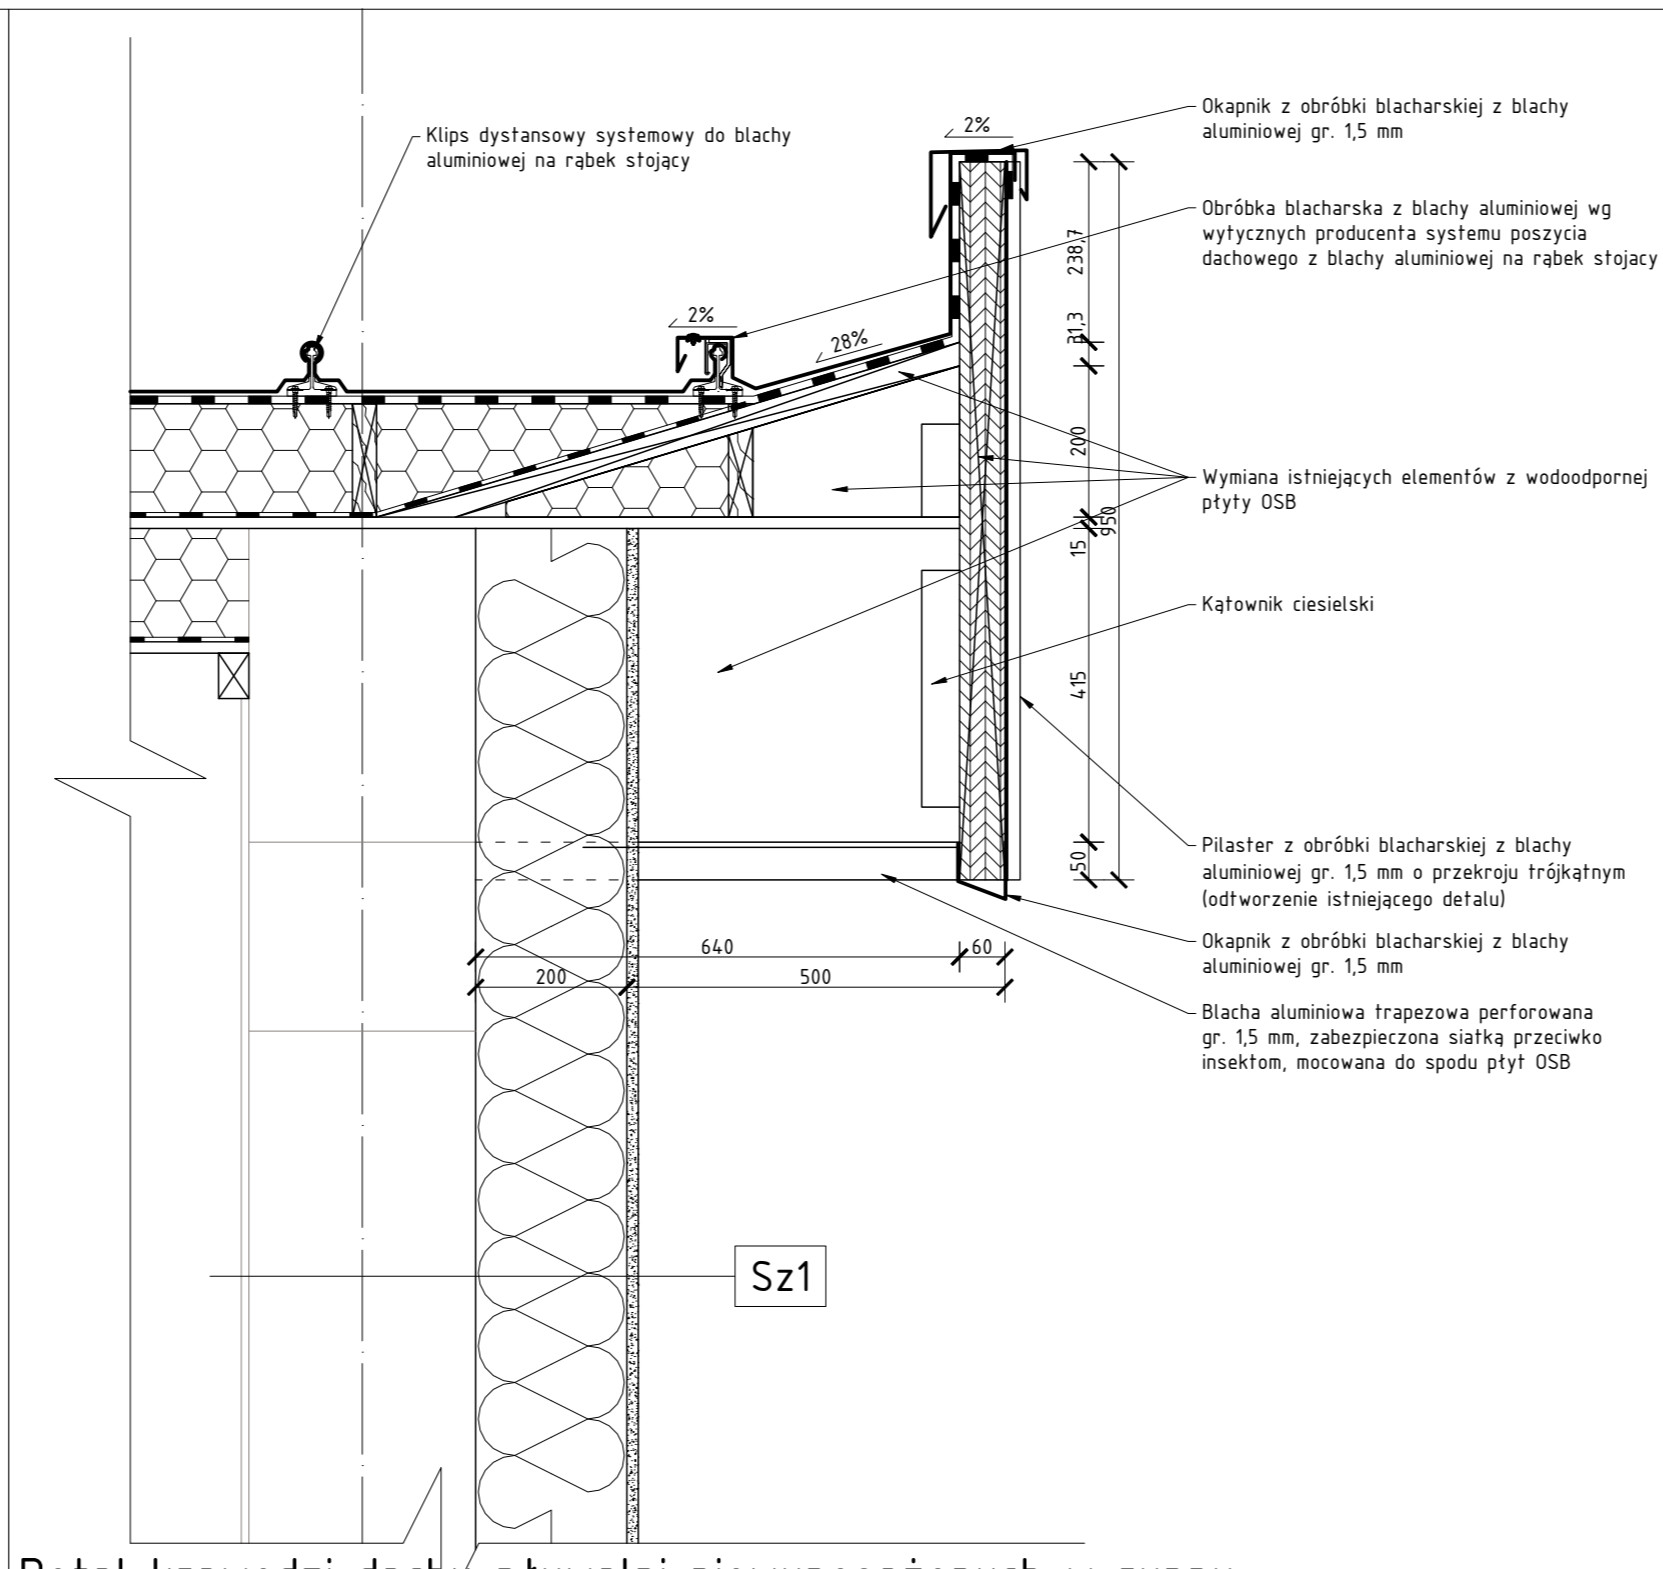 Klips dystansowy systemowy do blachy
aluminiowej na rąbek stojący
2%
Okapnik z obróbki blacharskiej z blachy
aluminiowej gr. 1,5 mm
Obróbka blacharska z blachy aluminiowej wg
wytycznych producenta systemu poszycia
dachowego z blachy aluminiowej na rąbek stojacy
2%
28%
238,7
31,3
200
15
950
415
50
Wymiana istniejących elementów z wodoodpornej
płyty OSB
Kątownik ciesielski
Pilaster z obróbki blacharskiej z blachy
aluminiowej gr. 1,5 mm o przekroju trójkątnym
(odtworzenie istniejącego detalu)
Okapnik z obróbki blacharskiej z blachy
aluminiowej gr. 1,5 mm
Blacha aluminiowa trapezowa perforowana
gr. 1,5 mm, zabezpieczona siatką przeciwko
insektom, mocowana do spodu płyt OSB
640
60
200
500
Sz1